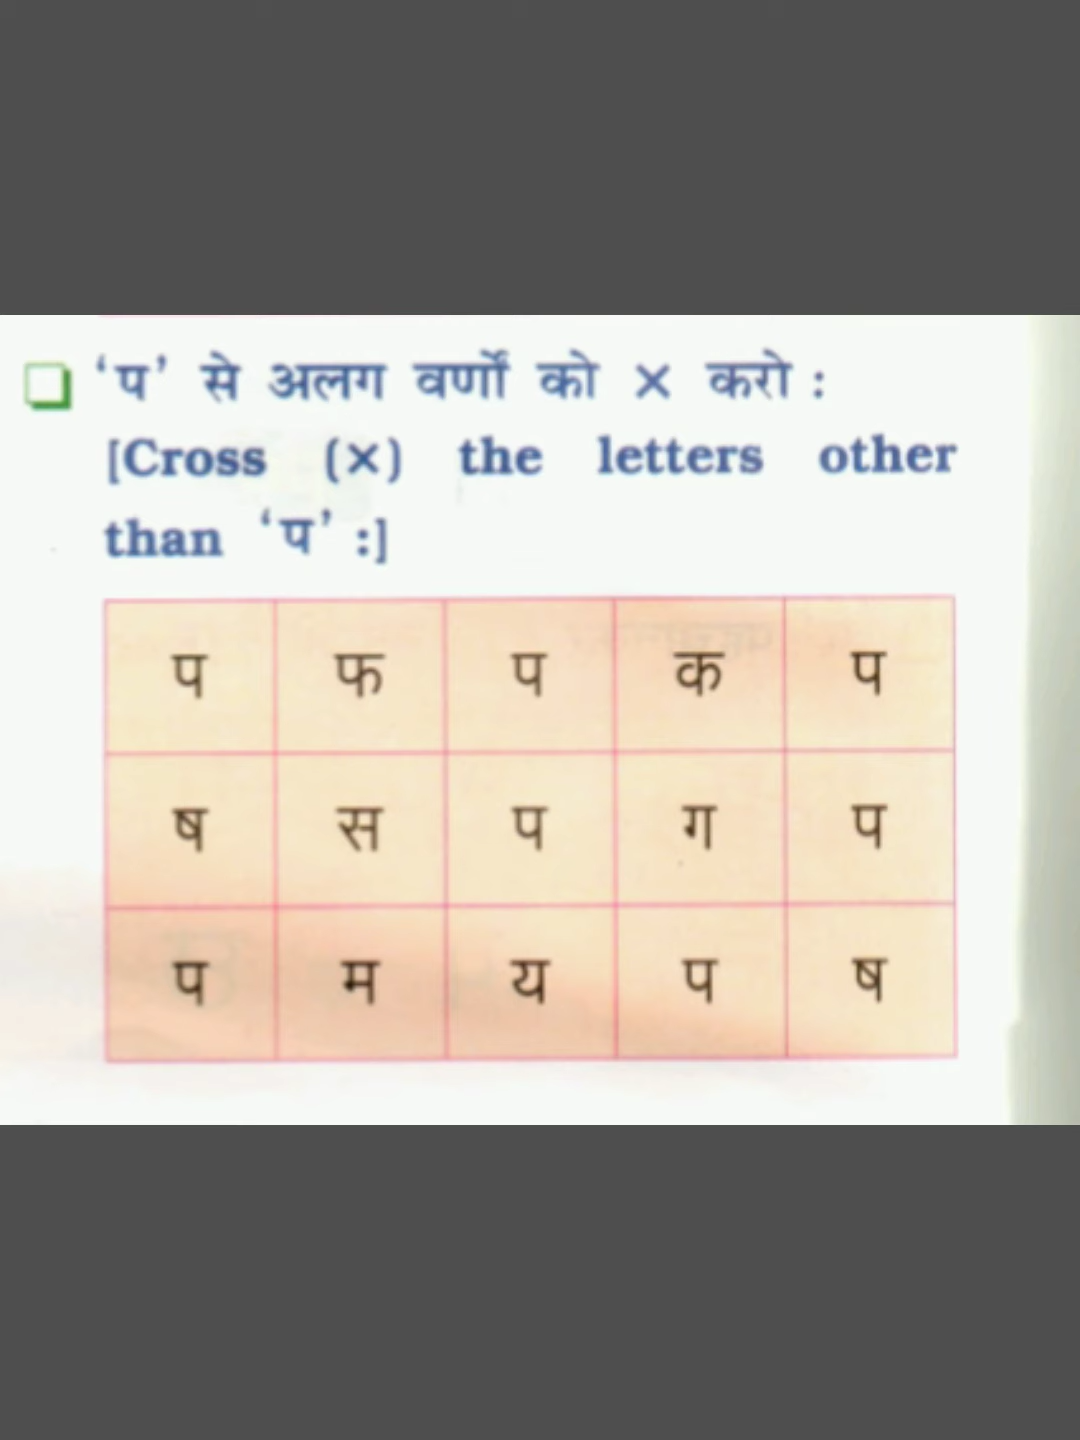 ‘प’ से अलग वर्णों को × करो :
[Cross (×) the letters other
than ‘प’ :]
प फ प क प
ष स प ग प
प म य प ष